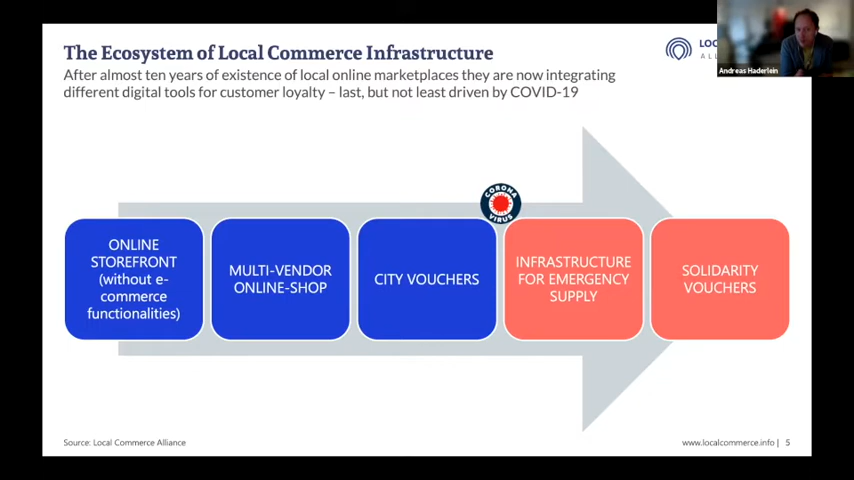 The Ecosystem of Local Commerce Infrastructure
After almost ten years of existence of local online marketplaces they are now integrating
different digital tools for customer loyalty – last, but not least driven by COVID-19
LOC
ALL
Andreas Haderlein
CORONA
VIRUS
ONLINE
STOREFRONT
(without e-
commerce
functionalities)
MULTI-VENDOR
ONLINE-SHOP
CITY VOUCHERS
INFRASTRUCTURE
FOR EMERGENCY
SUPPLY
SOLIDARITY
VOUCHERS
Source: Local Commerce Alliance
www.localcommerce.info | 5